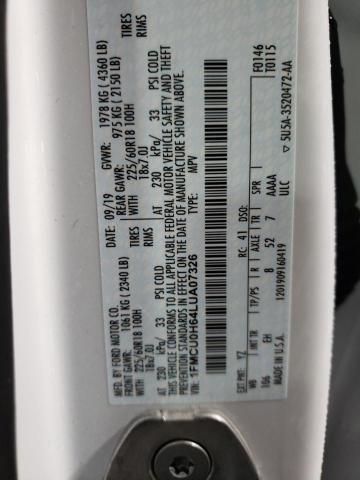 MFD. BY FORD MOTOR CO.
DATE: 09/19
GVWR: 1978 KG ( 4360 LB)
FRONT GAWR: 1061 KG ( 2340 LB)
REAR GAWR: 975 KG ( 2150 LB)
WITH 225/60R18 100H TIRES
WITH 225/60R18 100H TIRES
18x7.0J RIMS
18x7.0J RIMS
AT 230 kPa/ 33 PSI COLD
AT 230 kPa/ 33 PSI COLD
THIS VEHICLE CONFORMS TO ALL APPLICABLE FEDERAL MOTOR VEHICLE SAFETY AND THEFT
PREVENTION STANDARDS IN EFFECT ON THE DATE OF MANUFACTURE SHOWN ABOVE.
VIN: 1FMCU0H64LUA07326
TYPE: MPV
F0146
T0115
EXT PNT: YZ
RC: 41
DSO:
WB
INT TR
TP/PS
R
AXLE
TR
SPR
106
EH
8
52
7
AAAA
MADE IN U.S.A.
1201909160419
ULC
5U5A-3520472-AA